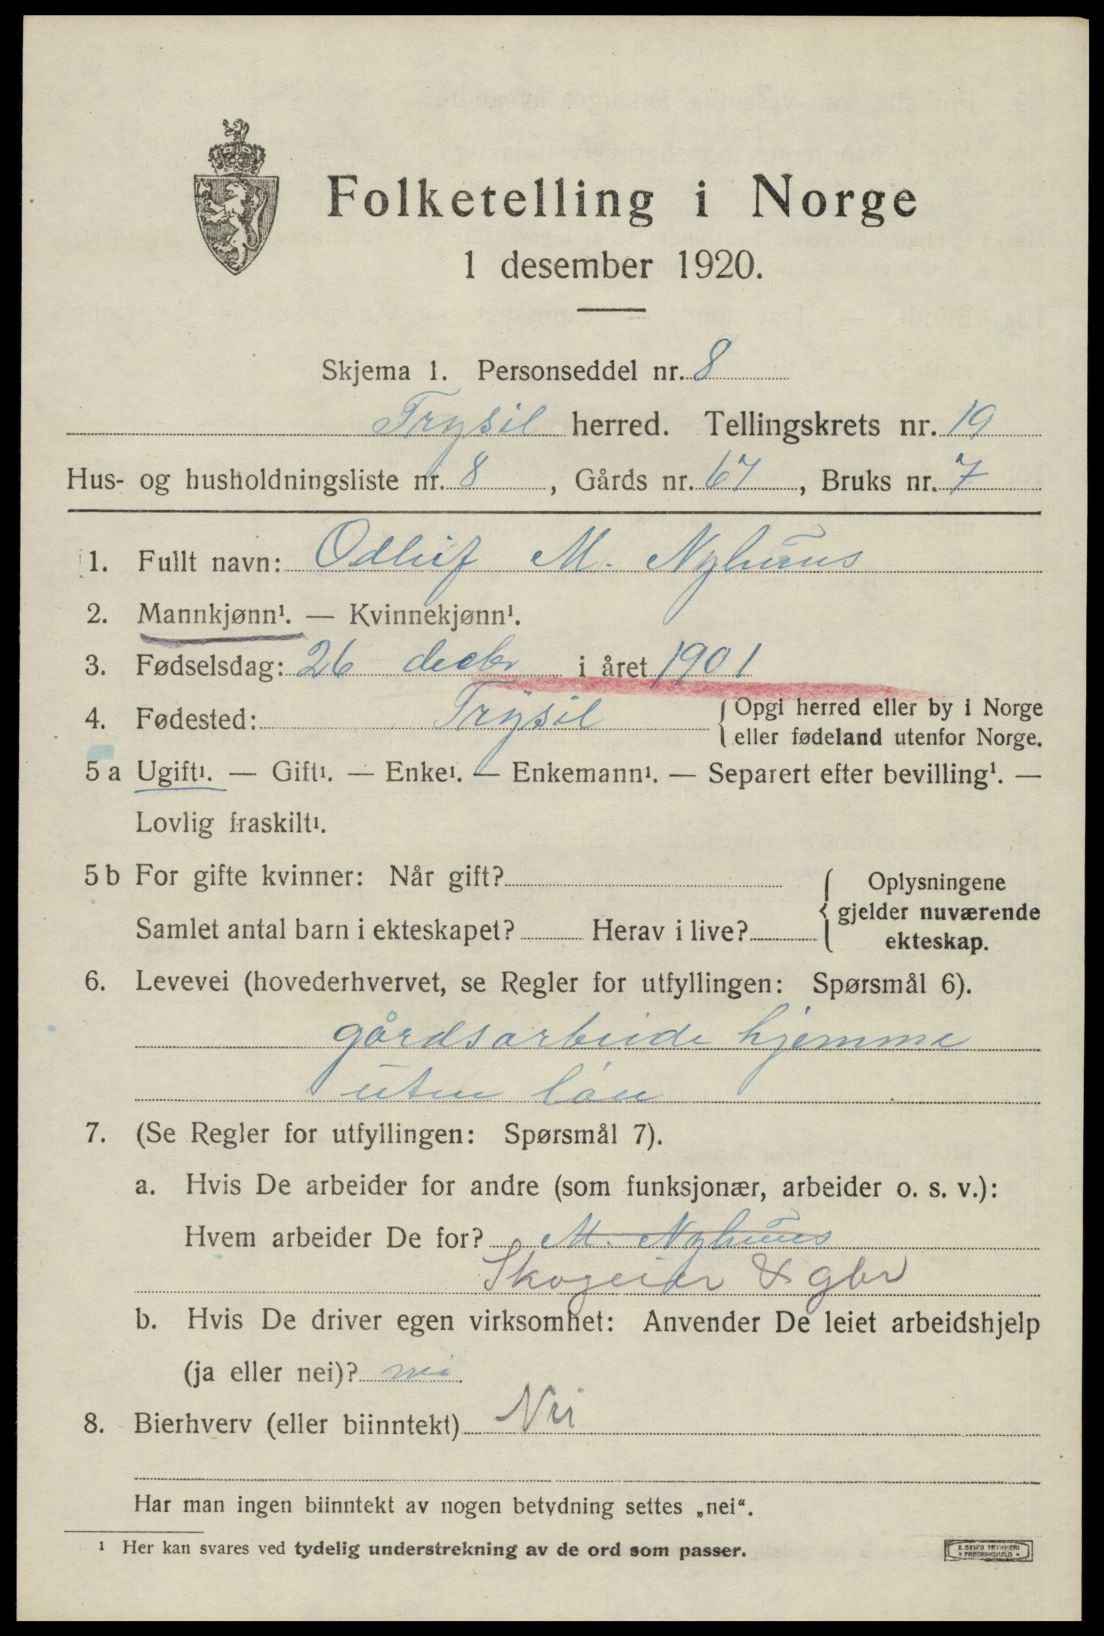 Folketelling i Norge
1 desember 1920.
Skjema 1. Personseddel nr. 8
Trysil herred. Tellingskrets nr. 19
Hus- og husholdningsliste nr. 8, Gårds nr. 67, Bruks nr. 7
1. Fullt navn: Odleif M. Nyhuus
2. Mannkjønn¹. — Kvinnekjønn¹.
3. Fødselsdag: 26 decbr i året 1901
4. Fødested: Trysil { Opgi herred eller by i Norge
eller fødeland utenfor Norge.
5 a Ugift¹. — Gift¹. — Enke¹. — Enkemann¹. — Separert efter bevilling¹. —
Lovlig fraskilt¹.
5 b For gifte kvinner: Når gift?
Samlet antal barn i ekteskapet? Herav i live?
{ Oplysningene
gjelder nuværende
ekteskap.
6. Levevei (hovederhvervet, se Regler for utfyllingen: Spørsmål 6).
gårdsarbeide hjemme
uten løn
7. (Se Regler for utfyllingen: Spørsmål 7).
a. Hvis De arbeider for andre (som funksjonær, arbeider o. s. v.):
Hvem arbeider De for? M. Nyhuus
Skogeier & gbr
b. Hvis De driver egen virksomhet: Anvender De leiet arbeidshjelp
(ja eller nei)? nei
8. Bierhverv (eller biinntekt) Nei
Har man ingen biinntekt av nogen betydning settes „nei“.
¹ Her kan svares ved tydelig understrekning av de ord som passer.
E. SEM'S TRYKKERI
• FREDRIKSHALD •